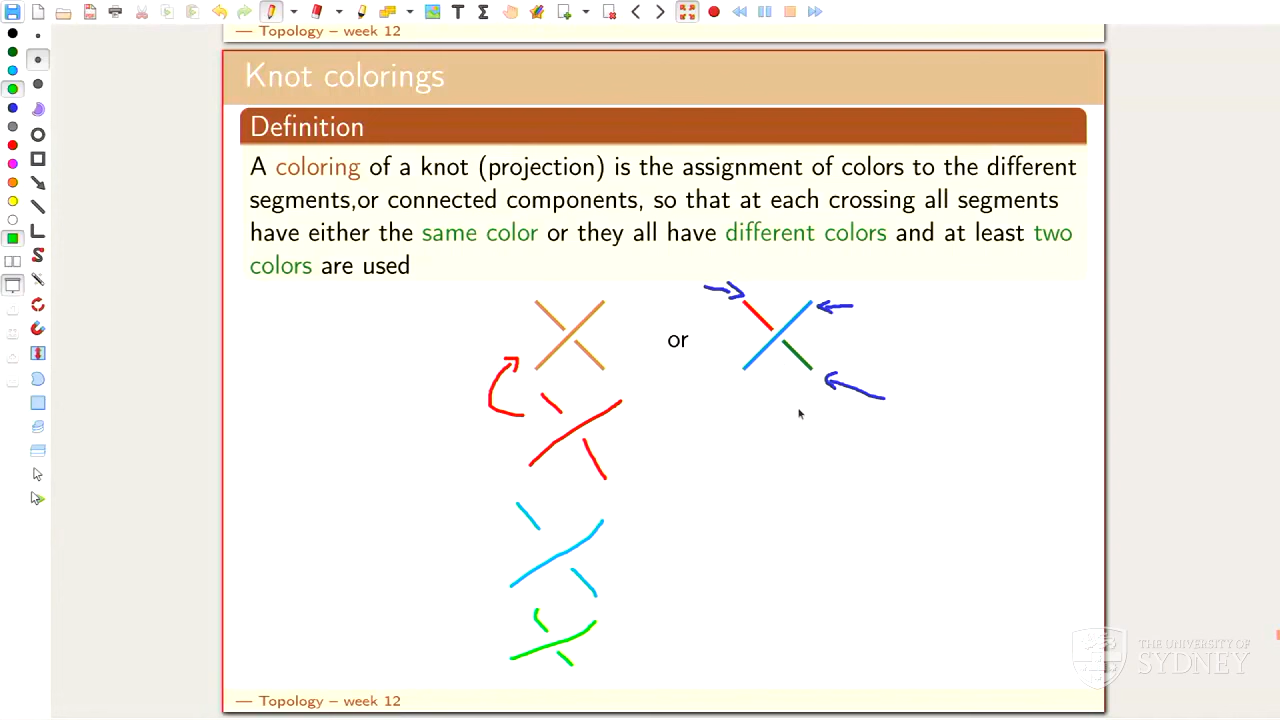 — Topology – week 12
Knot colorings
Definition
A coloring of a knot (projection) is the assignment of colors to the different
segments,or connected components, so that at each crossing all segments
have either the same color or they all have different colors and at least two
colors are used
or
THE UNIVERSITY OF
SYDNEY
— Topology – week 12